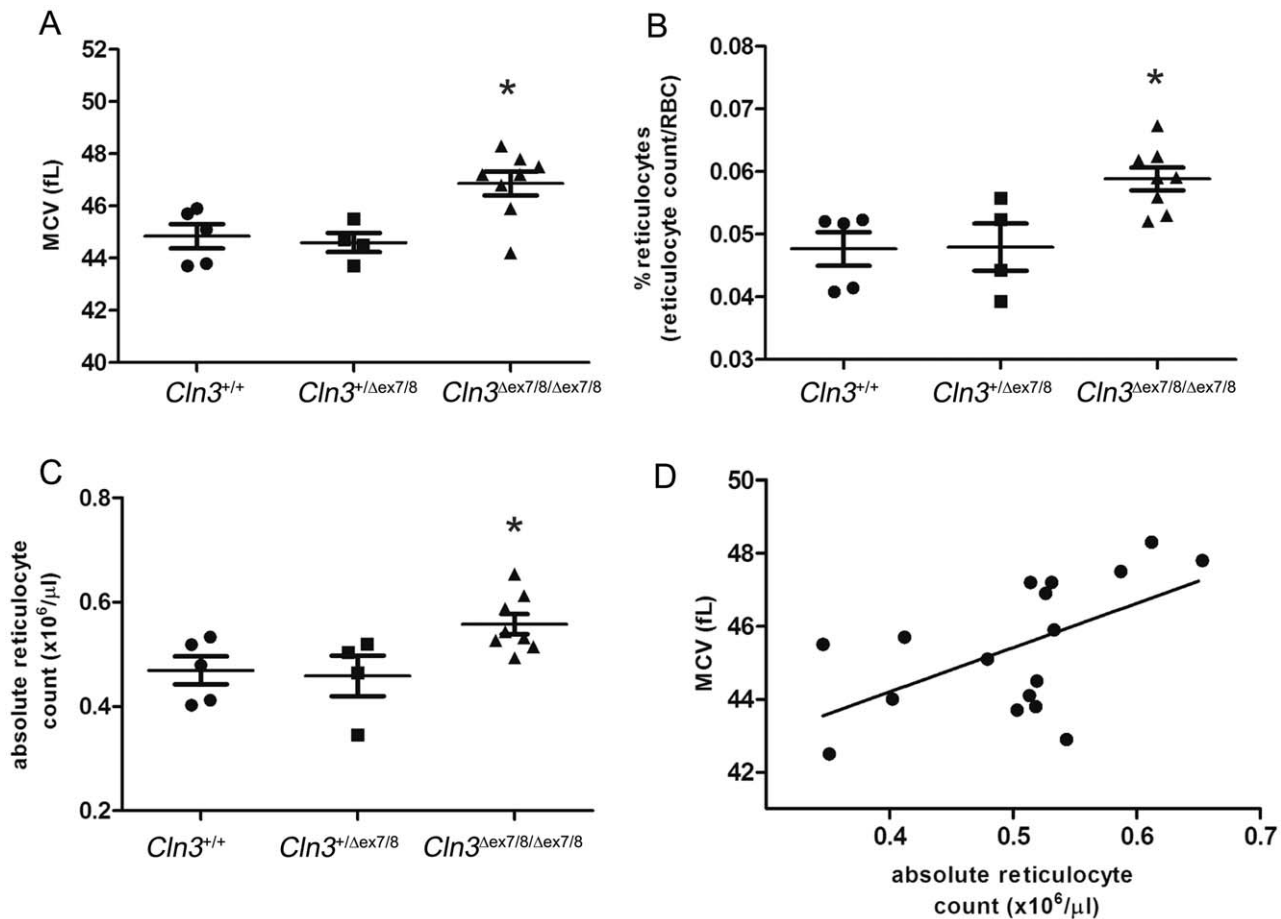 A
52
50
48
46
44
42
40
MCV (fL)
Cln3+/+
Cln3+/Δex7/8
Cln3Δex7/8/Δex7/8
*
B
0.08
0.07
0.06
0.05
0.04
0.03
% reticulocytes
(reticulocyte count/RBC)
Cln3+/+
Cln3+/Δex7/8
Cln3Δex7/8/Δex7/8
*
C
0.8
0.6
0.4
0.2
absolute reticulocyte
count (x10⁶/μl)
Cln3+/+
Cln3+/Δex7/8
Cln3Δex7/8/Δex7/8
*
D
50
48
46
44
42
MCV (fL)
0.4
0.5
0.6
0.7
absolute reticulocyte
count (x10⁶/μl)